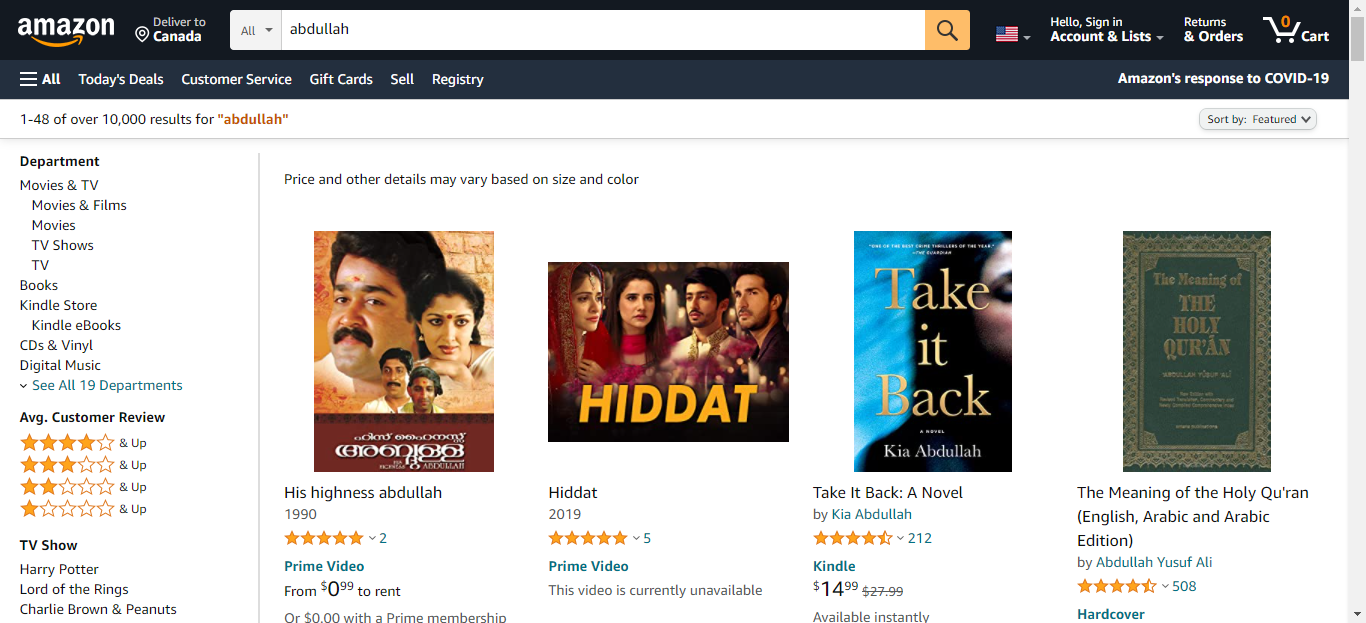 amazon
Deliver to
Canada
All
abdullah
Hello, Sign in
Account & Lists
Returns
& Orders
0
Cart
All
Today's Deals
Customer Service
Gift Cards
Sell
Registry
Amazon's response to COVID-19
1-48 of over 10,000 results for "abdullah"
Sort by: Featured
Department
Movies & TV
Movies & Films
Movies
TV Shows
TV
Books
Kindle Store
Kindle eBooks
CDs & Vinyl
Digital Music
See All 19 Departments
Avg. Customer Review
& Up
& Up
& Up
& Up
TV Show
Harry Potter
Lord of the Rings
Charlie Brown & Peanuts
Price and other details may vary based on size and color
ഹിസ് ഹൈനസ്സ്
അബ്ദുള്ള
HIS HIGHNESS ABDULLAH
His highness abdullah
1990
2
Prime Video
From $0.99 to rent
Or $0.00 with a Prime membership
HIDDAT
Hiddat
2019
5
Prime Video
This video is currently unavailable
"ONE OF THE BEST CRIME THRILLERS OF THE YEAR."
—THE GUARDIAN
Take
it
Back
A NOVEL
Kia Abdullah
Take It Back: A Novel
by Kia Abdullah
212
Kindle
$14.99 $27.99
Available instantly
The Meaning of
THE
HOLY
QUR'ĀN
'ABDULLAH YŪSUF 'ALĪ
The Meaning of the Holy Qu'ran
(English, Arabic and Arabic
Edition)
by Abdullah Yusuf Ali
508
Hardcover